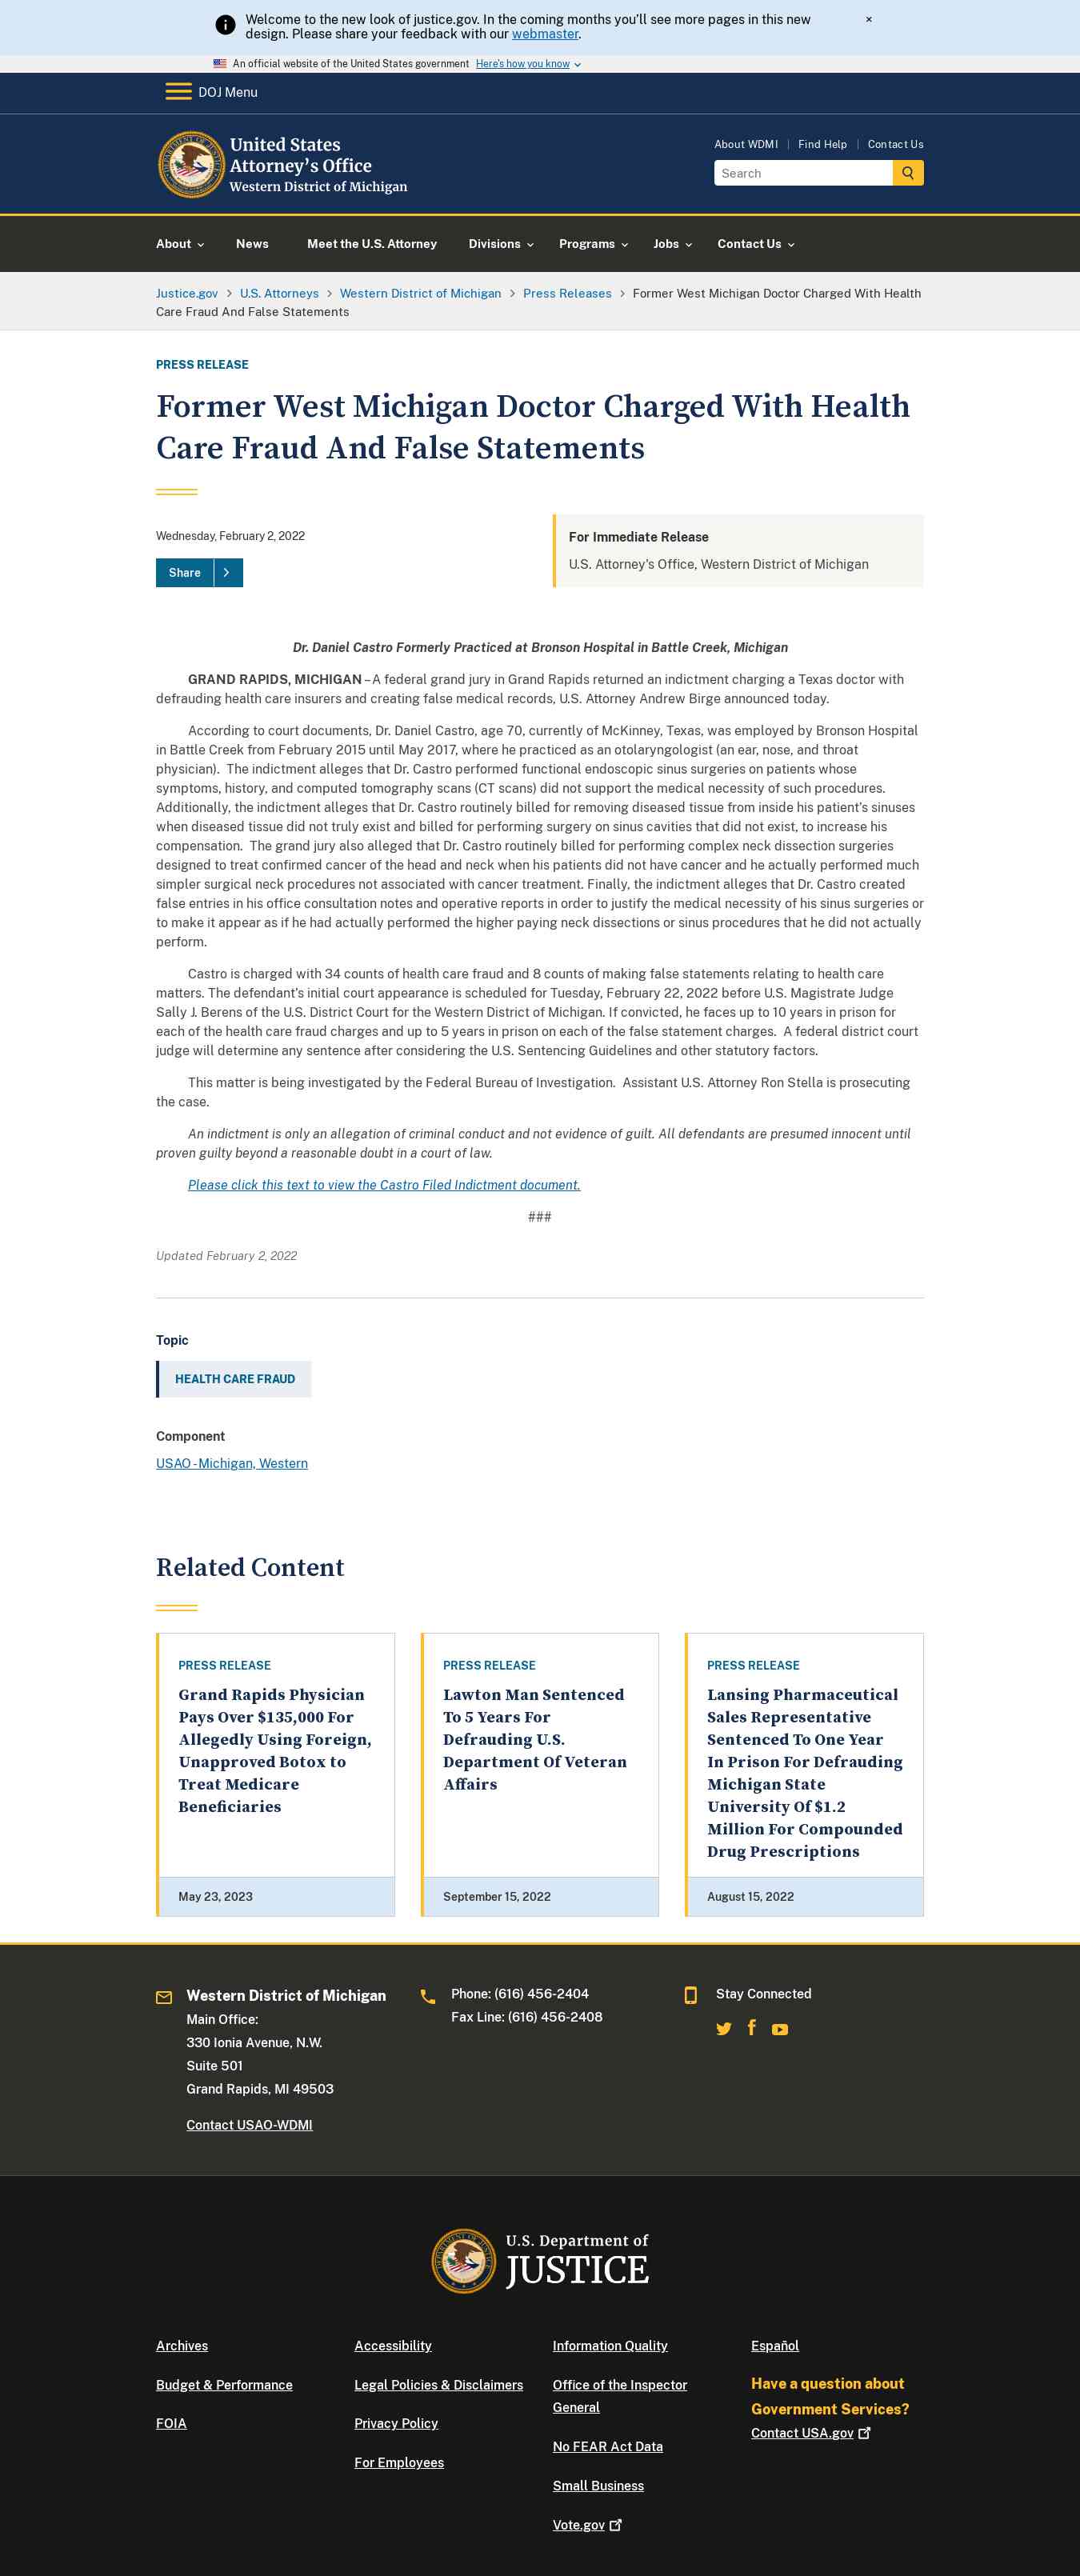 Welcome to the new look of justice.gov. In the coming months you'll see more pages in this new
design. Please share your feedback with our webmaster.
×
An official website of the United States government Here's how you know
DOJ Menu
United States
Attorney's Office
Western District of Michigan
About WDMI | Find Help | Contact Us
Search
About News Meet the U.S. Attorney Divisions Programs Jobs Contact Us
Justice.gov > U.S. Attorneys > Western District of Michigan > Press Releases > Former West Michigan Doctor Charged With Health
Care Fraud And False Statements
PRESS RELEASE
Former West Michigan Doctor Charged With Health
Care Fraud And False Statements
Wednesday, February 2, 2022
Share >
For Immediate Release
U.S. Attorney's Office, Western District of Michigan
Dr. Daniel Castro Formerly Practiced at Bronson Hospital in Battle Creek, Michigan
GRAND RAPIDS, MICHIGAN – A federal grand jury in Grand Rapids returned an indictment charging a Texas doctor with
defrauding health care insurers and creating false medical records, U.S. Attorney Andrew Birge announced today.
According to court documents, Dr. Daniel Castro, age 70, currently of McKinney, Texas, was employed by Bronson Hospital
in Battle Creek from February 2015 until May 2017, where he practiced as an otolaryngologist (an ear, nose, and throat
physician).  The indictment alleges that Dr. Castro performed functional endoscopic sinus surgeries on patients whose
symptoms, history, and computed tomography scans (CT scans) did not support the medical necessity of such procedures.
Additionally, the indictment alleges that Dr. Castro routinely billed for removing diseased tissue from inside his patient's sinuses
when diseased tissue did not truly exist and billed for performing surgery on sinus cavities that did not exist, to increase his
compensation.  The grand jury also alleged that Dr. Castro routinely billed for performing complex neck dissection surgeries
designed to treat confirmed cancer of the head and neck when his patients did not have cancer and he actually performed much
simpler surgical neck procedures not associated with cancer treatment. Finally, the indictment alleges that Dr. Castro created
false entries in his office consultation notes and operative reports in order to justify the medical necessity of his sinus surgeries or
to make it appear as if he had actually performed the higher paying neck dissections or sinus procedures that he did not actually
perform.
Castro is charged with 34 counts of health care fraud and 8 counts of making false statements relating to health care
matters. The defendant's initial court appearance is scheduled for Tuesday, February 22, 2022 before U.S. Magistrate Judge
Sally J. Berens of the U.S. District Court for the Western District of Michigan. If convicted, he faces up to 10 years in prison for
each of the health care fraud charges and up to 5 years in prison on each of the false statement charges.  A federal district court
judge will determine any sentence after considering the U.S. Sentencing Guidelines and other statutory factors.
This matter is being investigated by the Federal Bureau of Investigation.  Assistant U.S. Attorney Ron Stella is prosecuting
the case.
An indictment is only an allegation of criminal conduct and not evidence of guilt. All defendants are presumed innocent until
proven guilty beyond a reasonable doubt in a court of law.
Please click this text to view the Castro Filed Indictment document.
###
Updated February 2, 2022
Topic
HEALTH CARE FRAUD
Component
USAO - Michigan, Western
Related Content
PRESS RELEASE
Grand Rapids Physician
Pays Over $135,000 For
Allegedly Using Foreign,
Unapproved Botox to
Treat Medicare
Beneficiaries
May 23, 2023
PRESS RELEASE
Lawton Man Sentenced
To 5 Years For
Defrauding U.S.
Department Of Veteran
Affairs
September 15, 2022
PRESS RELEASE
Lansing Pharmaceutical
Sales Representative
Sentenced To One Year
In Prison For Defrauding
Michigan State
University Of $1.2
Million For Compounded
Drug Prescriptions
August 15, 2022
Western District of Michigan
Main Office:
330 Ionia Avenue, N.W.
Suite 501
Grand Rapids, MI 49503
Contact USAO-WDMI
Phone: (616) 456-2404
Fax Line: (616) 456-2408
Stay Connected
U.S. Department of
JUSTICE
Archives
Budget & Performance
FOIA
Accessibility
Legal Policies & Disclaimers
Privacy Policy
For Employees
Information Quality
Office of the Inspector
General
No FEAR Act Data
Small Business
Vote.gov
Español
Have a question about
Government Services?
Contact USA.gov